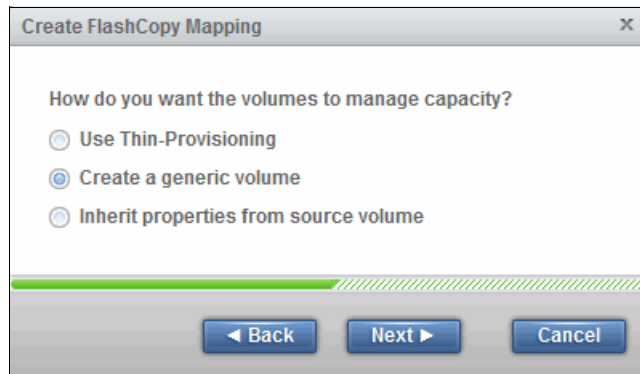 Create FlashCopy Mapping x
How do you want the volumes to manage capacity?
Use Thin-Provisioning
Create a generic volume
Inherit properties from source volume
◄ Back Next ► Cancel